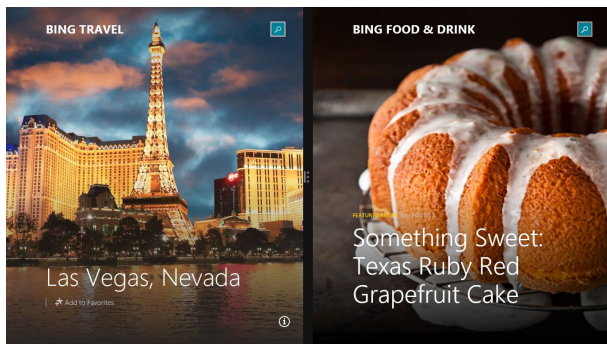 BING TRAVEL
Las Vegas, Nevada
Add to Favorites
BING FOOD & DRINK
Something Sweet:
Texas Ruby Red
Grapefruit Cake